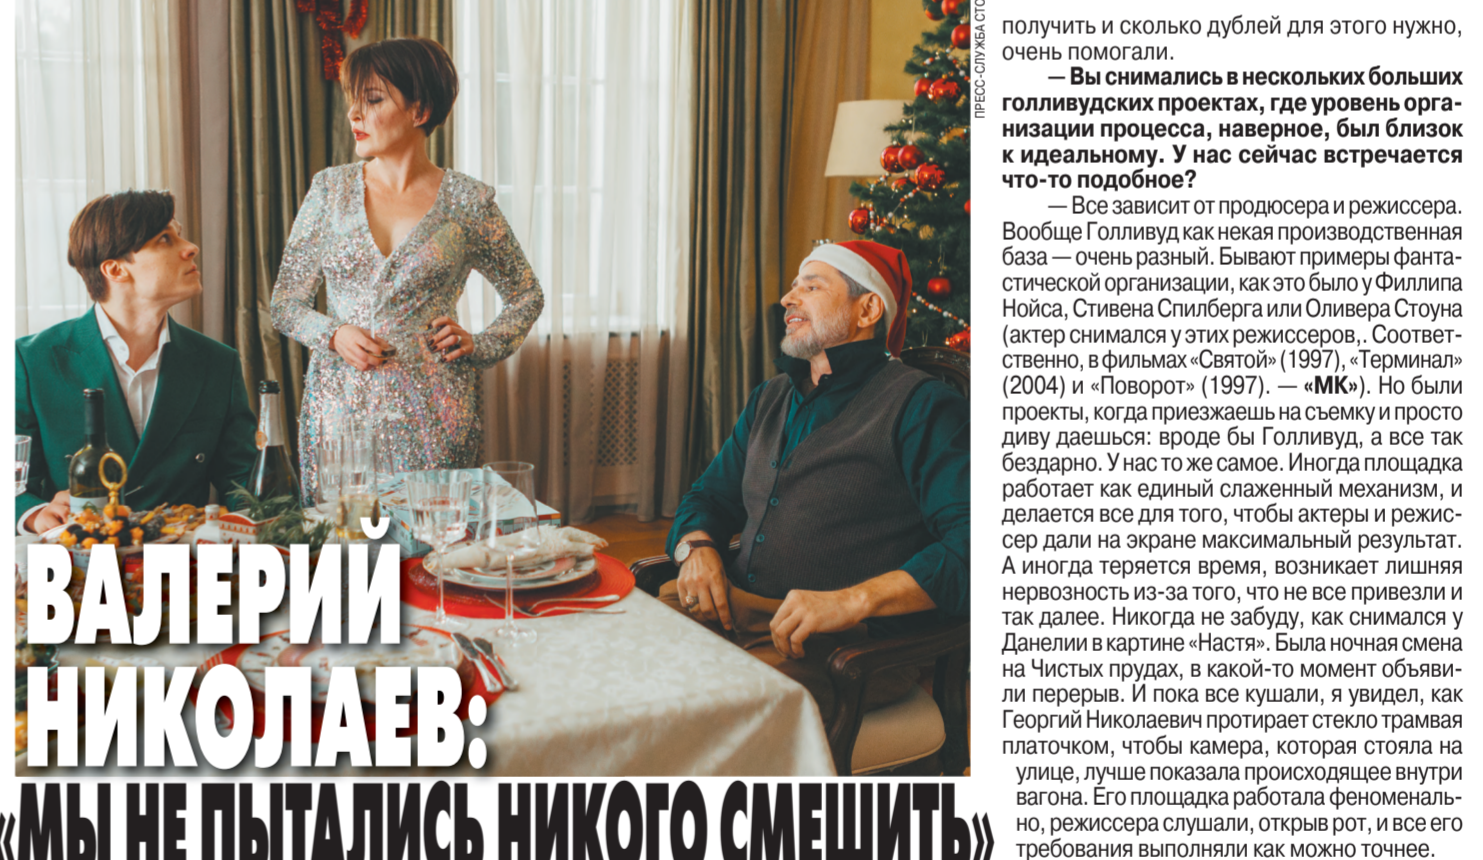 ПРЕСС-СЛУЖБА СТО
ВАЛЕРИЙ
НИКОЛАЕВ:
«МЫ НЕ ПЫТАЛИСЬ НИКОГО СМЕШИТЬ»
получить и сколько дублей для этого нужно,
очень помогали.
— Вы снимались в нескольких больших
голливудских проектах, где уровень орга-
низации процесса, наверное, был близок
к идеальному. У нас сейчас встречается
что-то подобное?
— Все зависит от продюсера и режиссера.
Вообще Голливуд как некая производственная
база — очень разный. Бывают примеры фанта-
стической организации, как это было у Филлипа
Нойса, Стивена Спилберга или Оливера Стоуна
(актер снимался у этих режиссеров,. Соответ-
ственно, в фильмах «Святой» (1997), «Терминал»
(2004) и «Поворот» (1997). — «МК»). Но были
проекты, когда приезжаешь на съемку и просто
диву даешься: вроде бы Голливуд, а все так
бездарно. У нас то же самое. Иногда площадка
работает как единый слаженный механизм, и
делается все для того, чтобы актеры и режис-
сер дали на экране максимальный результат.
А иногда теряется время, возникает лишняя
нервозность из-за того, что не все привезли и
так далее. Никогда не забуду, как снимался у
Данелии в картине «Настя». Была ночная смена
на Чистых прудах, в какой-то момент объяви-
ли перерыв. И пока все кушали, я увидел, как
Георгий Николаевич протирает стекло трамвая
платочком, чтобы камера, которая стояла на
улице, лучше показала происходящее внутри
вагона. Его площадка работала феноменаль-
но, режиссера слушали, открыв рот, и все его
требования выполняли как можно точнее.